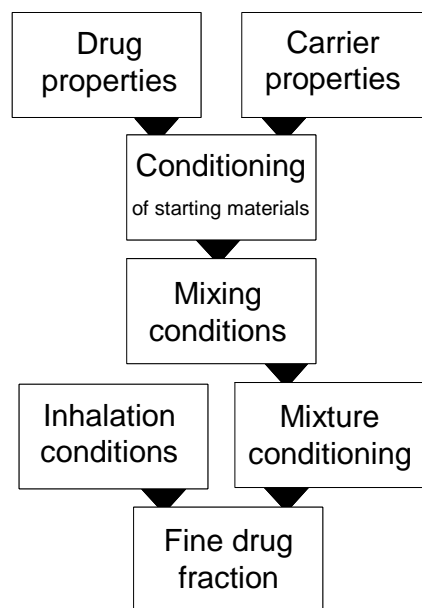 Drug
properties
Carrier
properties
Conditioning
of starting materials
Mixing
conditions
Inhalation
conditions
Mixture
conditioning
Fine drug
fraction